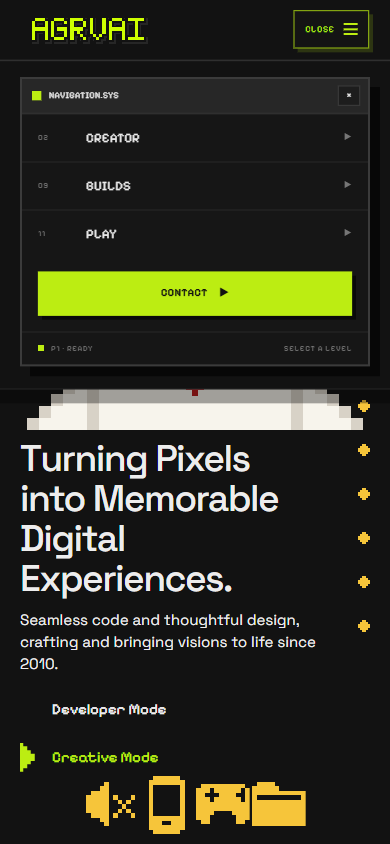 AGRVAI
CLOSE
NAVIGATION.SYS
×
02 CREATOR ▶
09 BUILDS ▶
11 PLAY ▶
CONTACT ▶
P1 · READY SELECT A LEVEL
Turning Pixels
into Memorable
Digital
Experiences.
Seamless code and thoughtful design,
crafting and bringing visions to life since
2010.
Developer Mode
Creative Mode